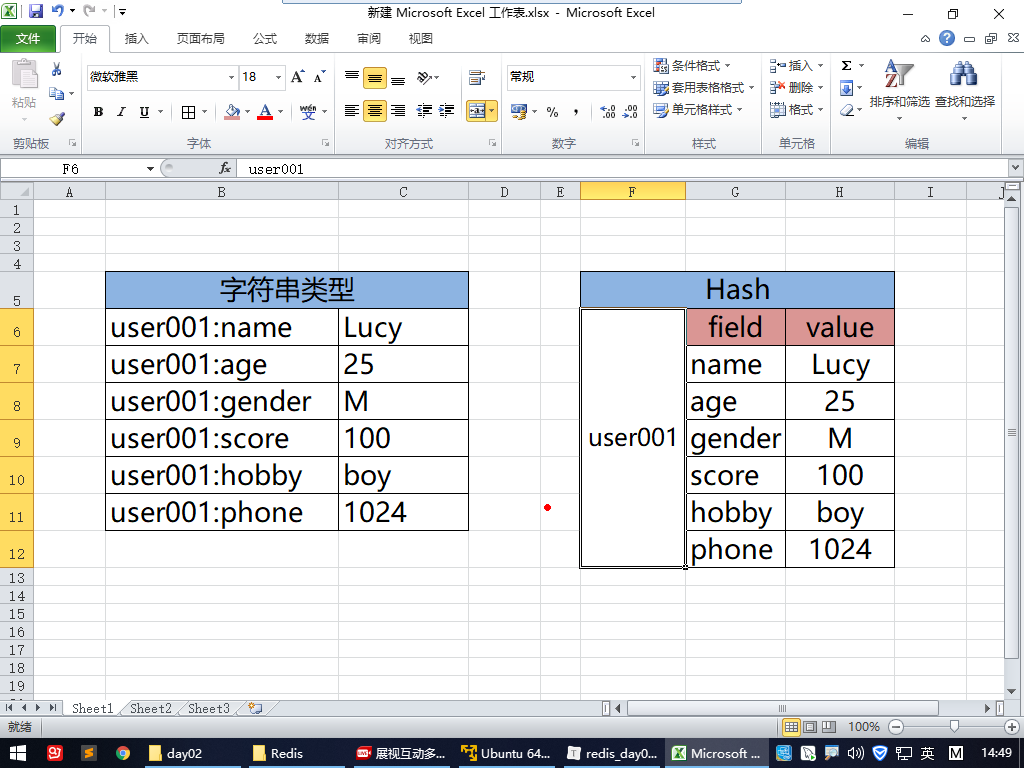 新建 Microsoft Excel 工作表.xlsx - Microsoft Excel
文件 开始 插入 页面布局 公式 数据 审阅 视图
粘贴
微软雅黑 18
B I U A
wén 文
常规
% ,
条件格式
套用表格格式
单元格样式
插入
删除
格式
Σ
排序和筛选 查找和选择
剪贴板 字体 对齐方式 数字 样式 单元格 编辑
F6 fx user001
A B C D E F G H I J
1
2
3
4
5 字符串类型 Hash
6 user001:name Lucy field value
7 user001:age 25 name Lucy
8 user001:gender M age 25
9 user001:score 100 user001 gender M
10 user001:hobby boy score 100
11 user001:phone 1024 hobby boy
12 phone 1024
13
14
15
16
17
18
19
Sheet1 Sheet2 Sheet3
就绪 100%
day02 Redis 展视互动多... Ubuntu 64... redis_day0... Microsoft ... 英 M 14:49